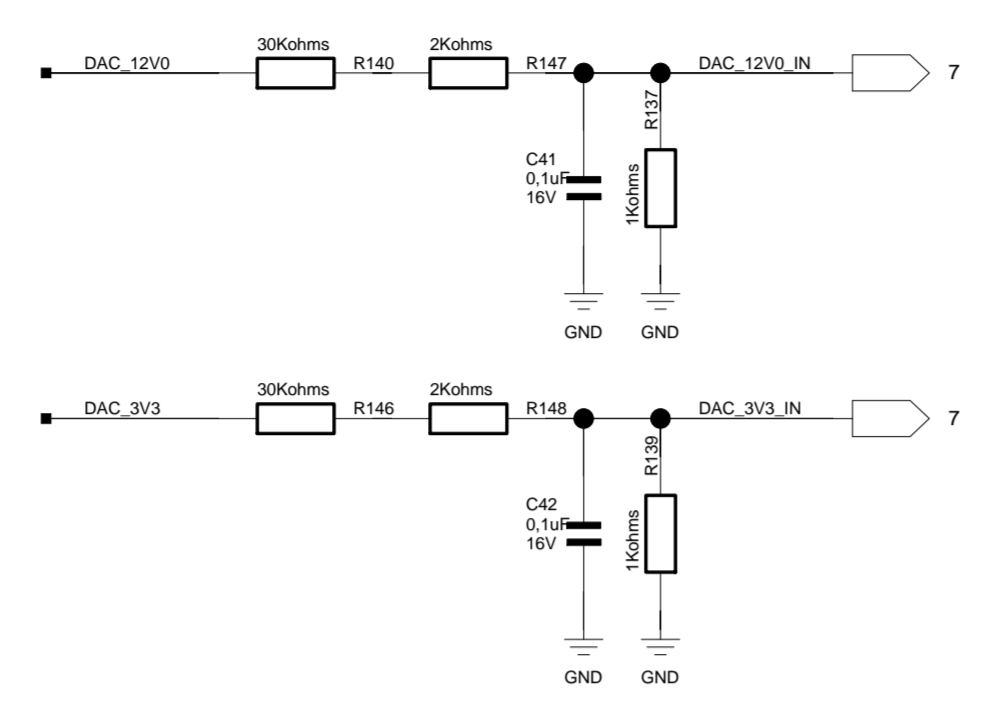 30Kohms 2Kohms
DAC_12V0 R140 R147 DAC_12V0_IN 7
R137
C41
0,1uF
16V
1Kohms
GND GND
30Kohms 2Kohms
DAC_3V3 R146 R148 DAC_3V3_IN 7
R139
C42
0,1uF
16V
1Kohms
GND GND